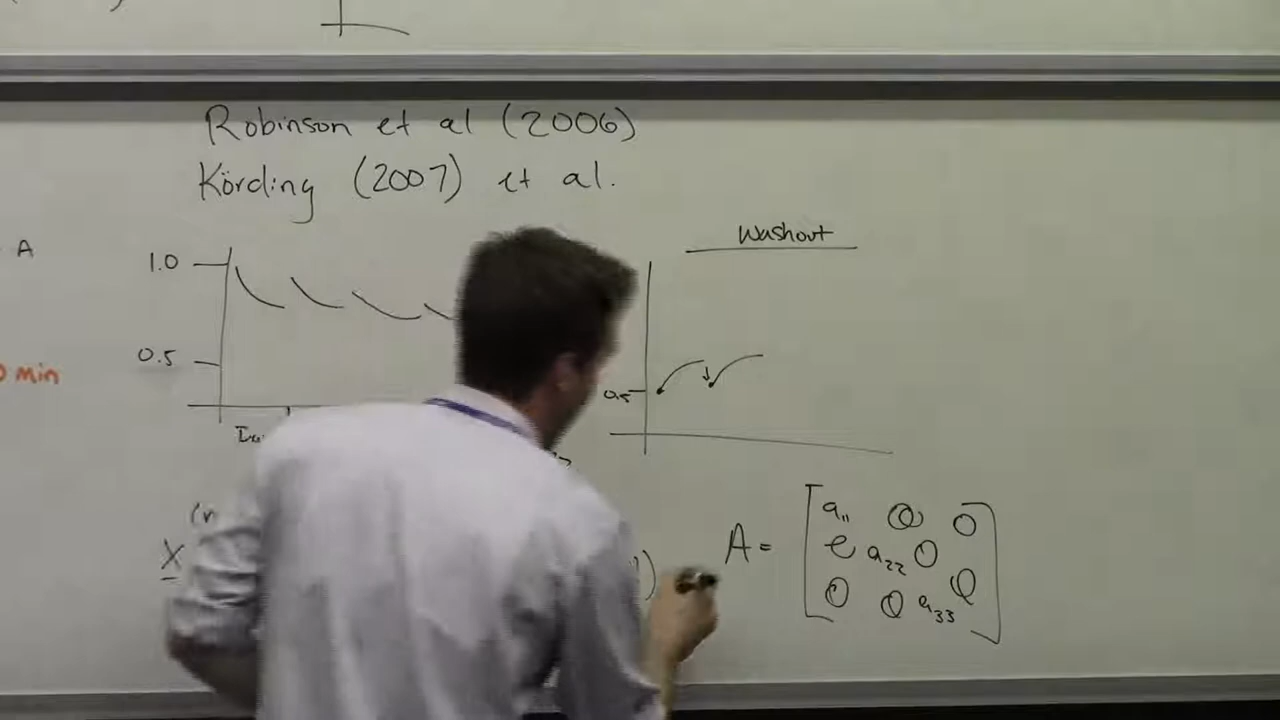 Robinson et al (2006)
Körding (2007) et al.
A
1.0
0.5
min
Washout
0.5
X
A = [a11 0 0
e a22 0 0
0 0 a33]